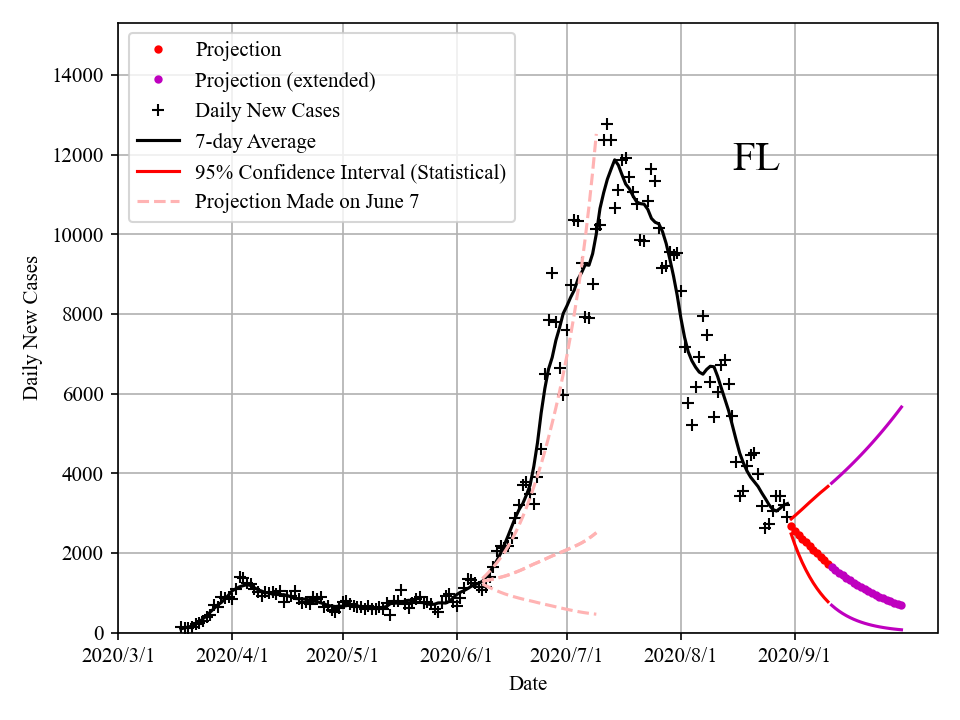 Projection
Projection (extended)
Daily New Cases
7-day Average
95% Confidence Interval (Statistical)
Projection Made on June 7
FL
14000
12000
10000
8000
6000
4000
2000
0
Daily New Cases
2020/3/1 2020/4/1 2020/5/1 2020/6/1 2020/7/1 2020/8/1 2020/9/1
Date